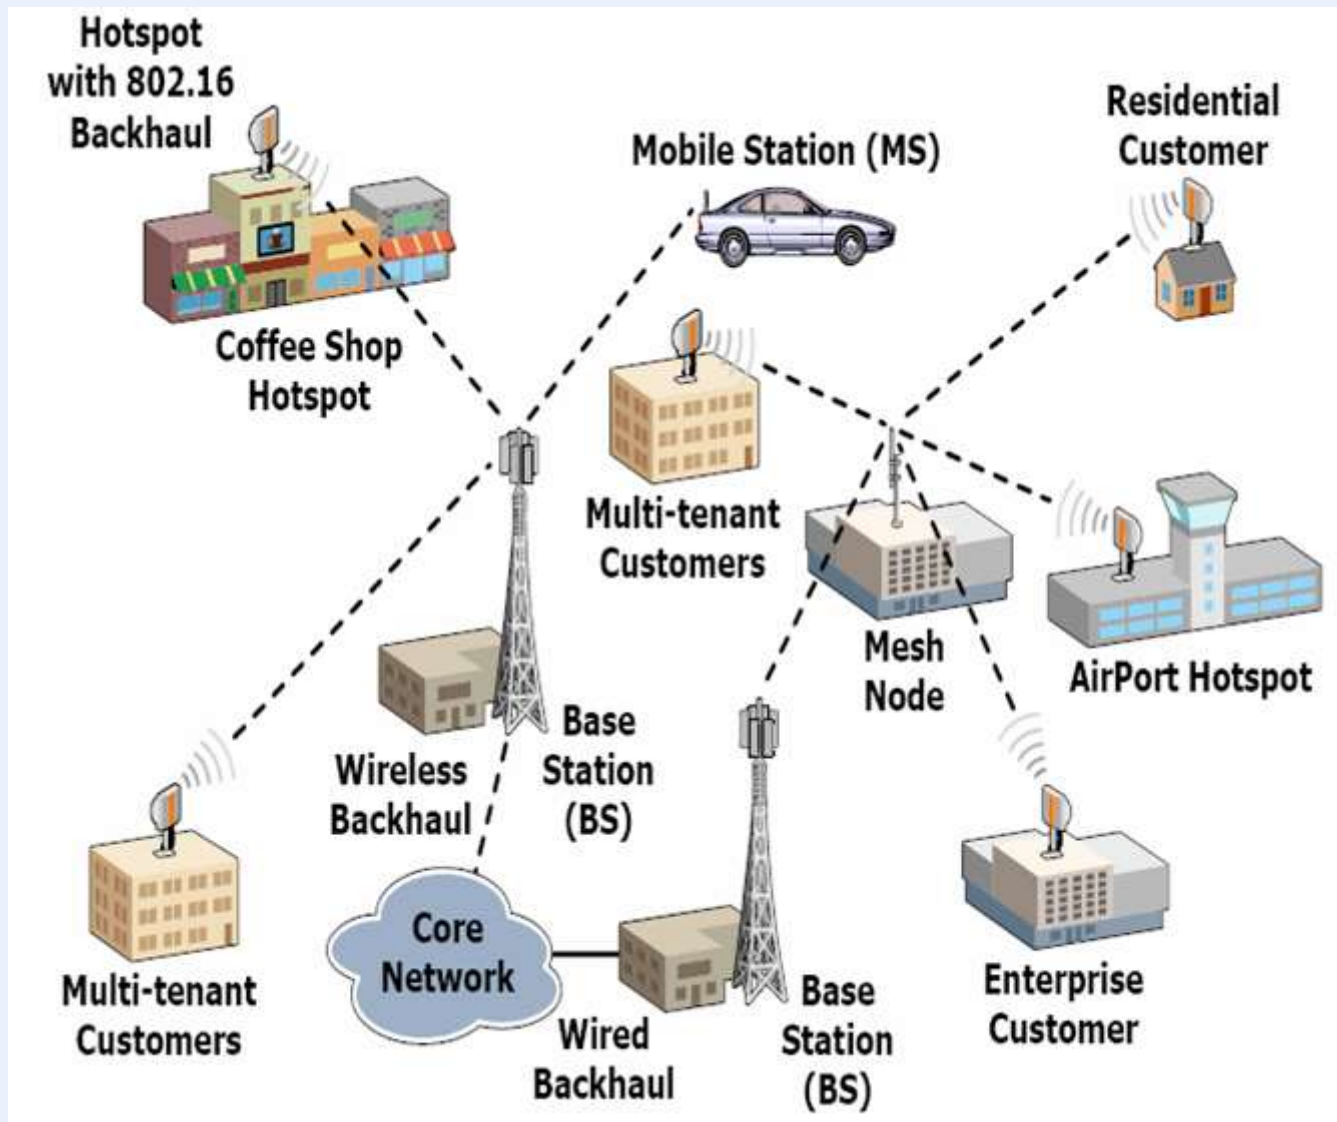 Hotspot
with 802.16
Backhaul
Mobile Station (MS)
Residential
Customer
Coffee Shop
Hotspot
Multi-tenant
Customers
Mesh
Node
AirPort Hotspot
Base
Station
(BS)
Wireless
Backhaul
Core
Network
Multi-tenant
Customers
Wired
Backhaul
Base
Station
(BS)
Enterprise
Customer